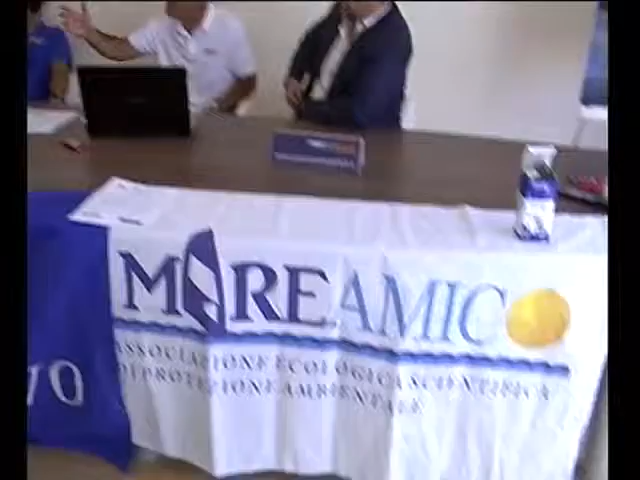 MAREAMICO
ASSOCIAZIONE ECOLOGICA SCIENTIFICA
DI PROTEZIONE AMBIENTALE